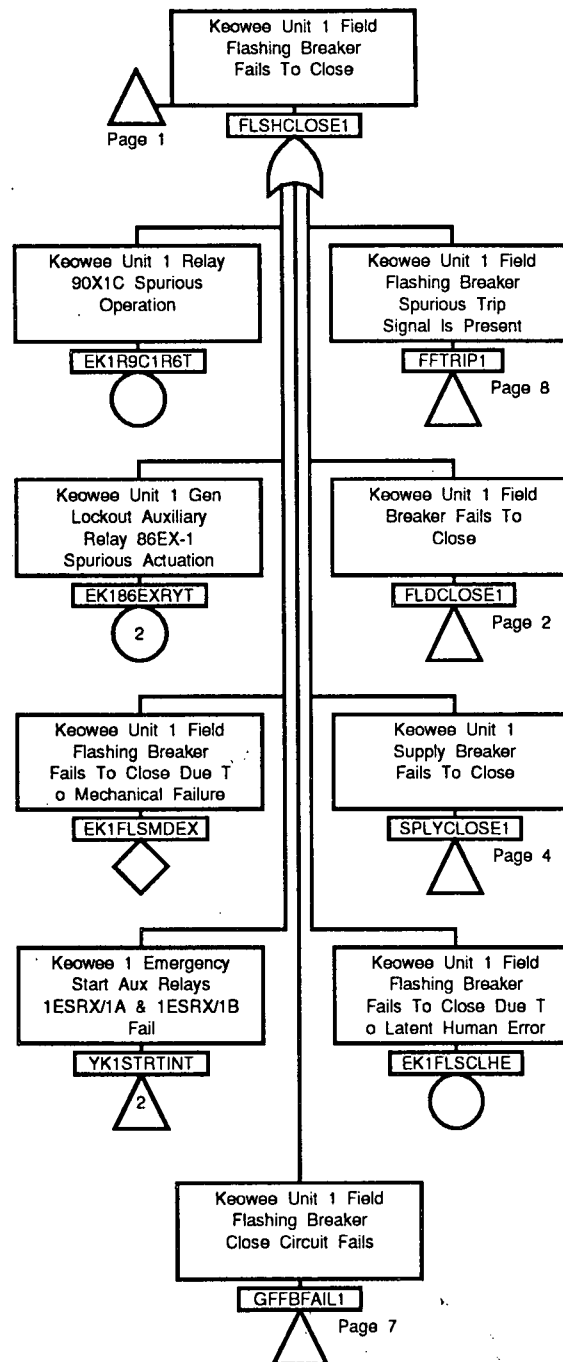 Keowee Unit 1 Field
Flashing Breaker
Fails To Close
Page 1
FLSHCLOSE1
Keowee Unit 1 Relay
90X1C Spurious
Operation
EK1R9C1R6T
Keowee Unit 1 Field
Flashing Breaker
Spurious Trip
Signal Is Present
FFTRIP1
Page 8
Keowee Unit 1 Gen
Lockout Auxiliary
Relay 86EX-1
Spurious Actuation
EK186EXRYT
2
Keowee Unit 1 Field
Breaker Fails To
Close
FLDCLOSE1
Page 2
Keowee Unit 1 Field
Flashing Breaker
Fails To Close Due T
o Mechanical Failure
EK1FLSMDEX
Keowee Unit 1
Supply Breaker
Fails To Close
SPLYCLOSE1
Page 4
Keowee 1 Emergency
Start Aux Relays
1ESRX/1A & 1ESRX/1B
Fail
YK1STRTINT
2
Keowee Unit 1 Field
Flashing Breaker
Fails To Close Due T
o Latent Human Error
EK1FLSCLHE
Keowee Unit 1 Field
Flashing Breaker
Close Circuit Fails
GFFBFAIL1
Page 7